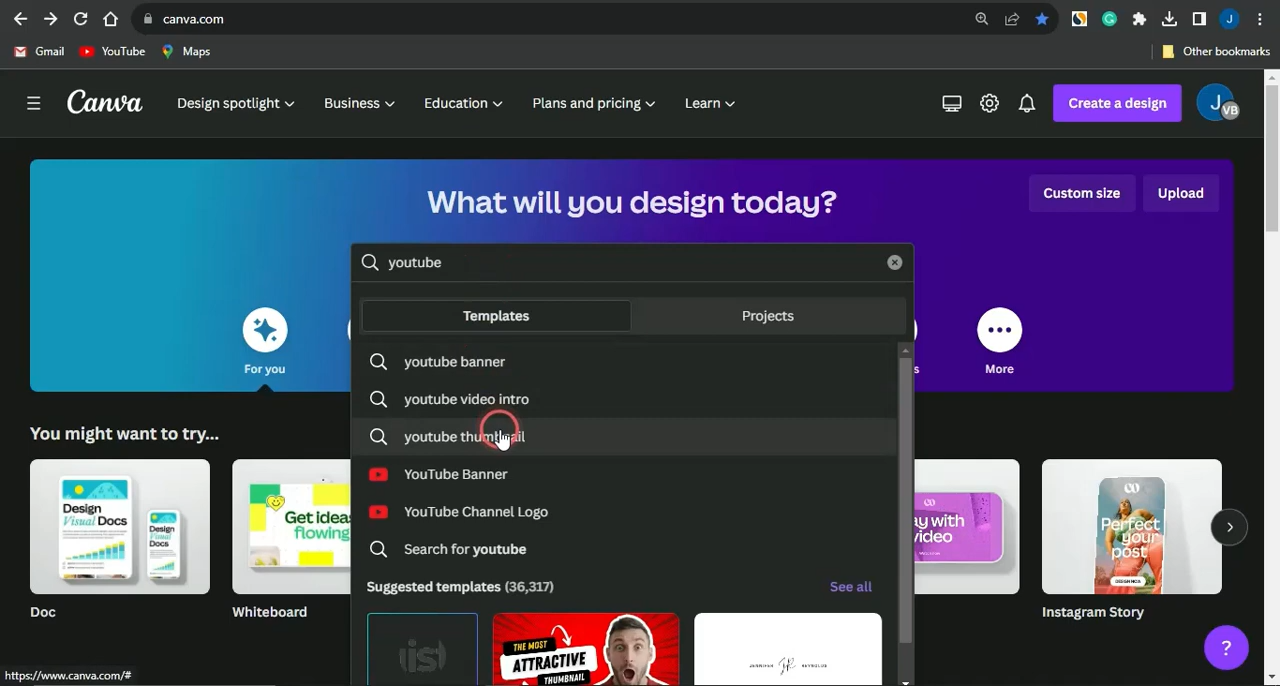 canva.com
Gmail YouTube Maps Other bookmarks
Canva Design spotlight Business Education Plans and pricing Learn Create a design J VB
What will you design today?
Custom size Upload
youtube
Templates Projects
For you
More
youtube banner
youtube video intro
youtube thumbnail
YouTube Banner
YouTube Channel Logo
Search for youtube
Suggested templates (36,317) See all
THE MOST
ATTRACTIVE
THUMBNAIL
You might want to try...
Design
Visual Docs
Get ideas
flowing
with
video
Perfect
your
post
Doc
Whiteboard
Instagram Story
?
https://www.canva.com/#